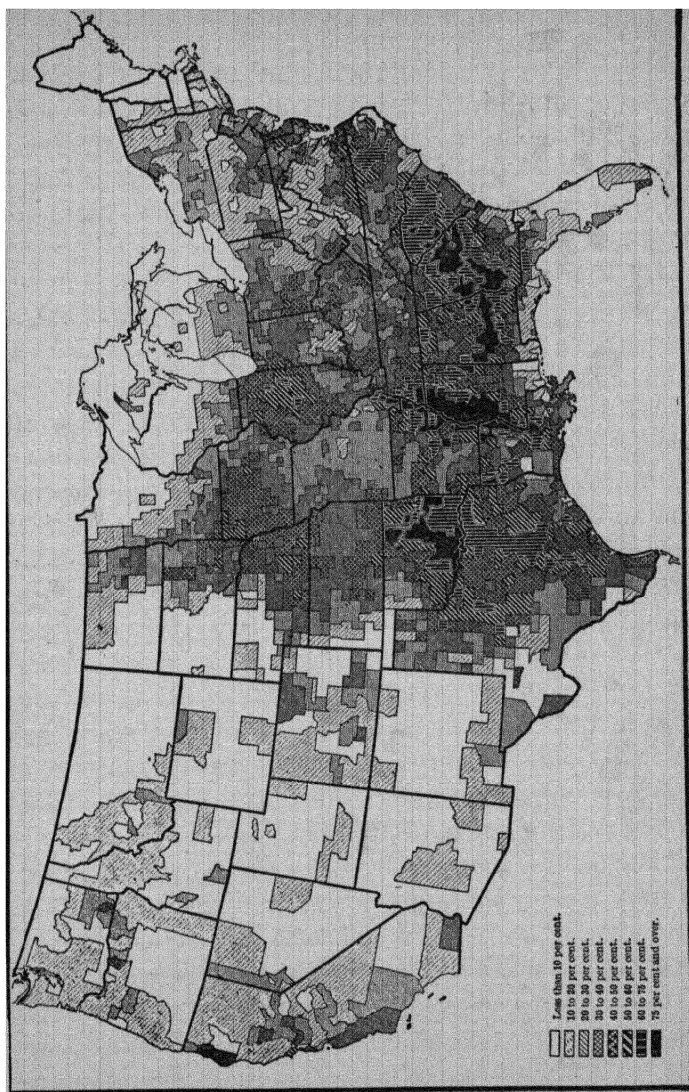 Less than 10 per cent.
10 to 20 per cent.
20 to 30 per cent.
30 to 40 per cent.
40 to 50 per cent.
50 to 60 per cent.
60 to 75 per cent.
75 per cent and over.